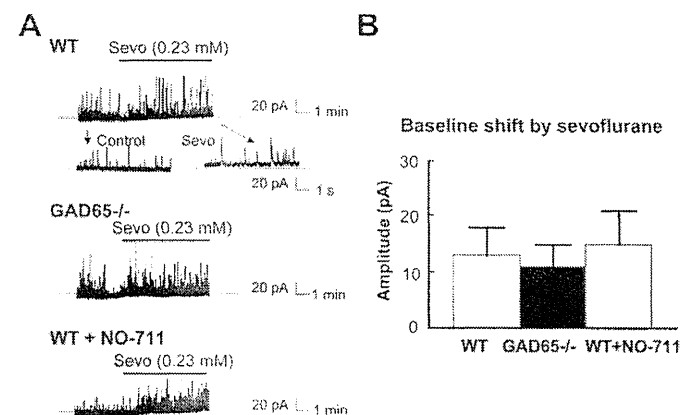 A
WT
Sevo (0.23 mM)
20 pA
1 min
Control
Sevo
20 pA
1 s
GAD65-/-
Sevo (0.23 mM)
20 pA
1 min
WT + NO-711
Sevo (0.23 mM)
20 pA
1 min
B
Baseline shift by sevoflurane
Amplitude (pA)
30
20
10
0
WT GAD65-/- WT+NO-711